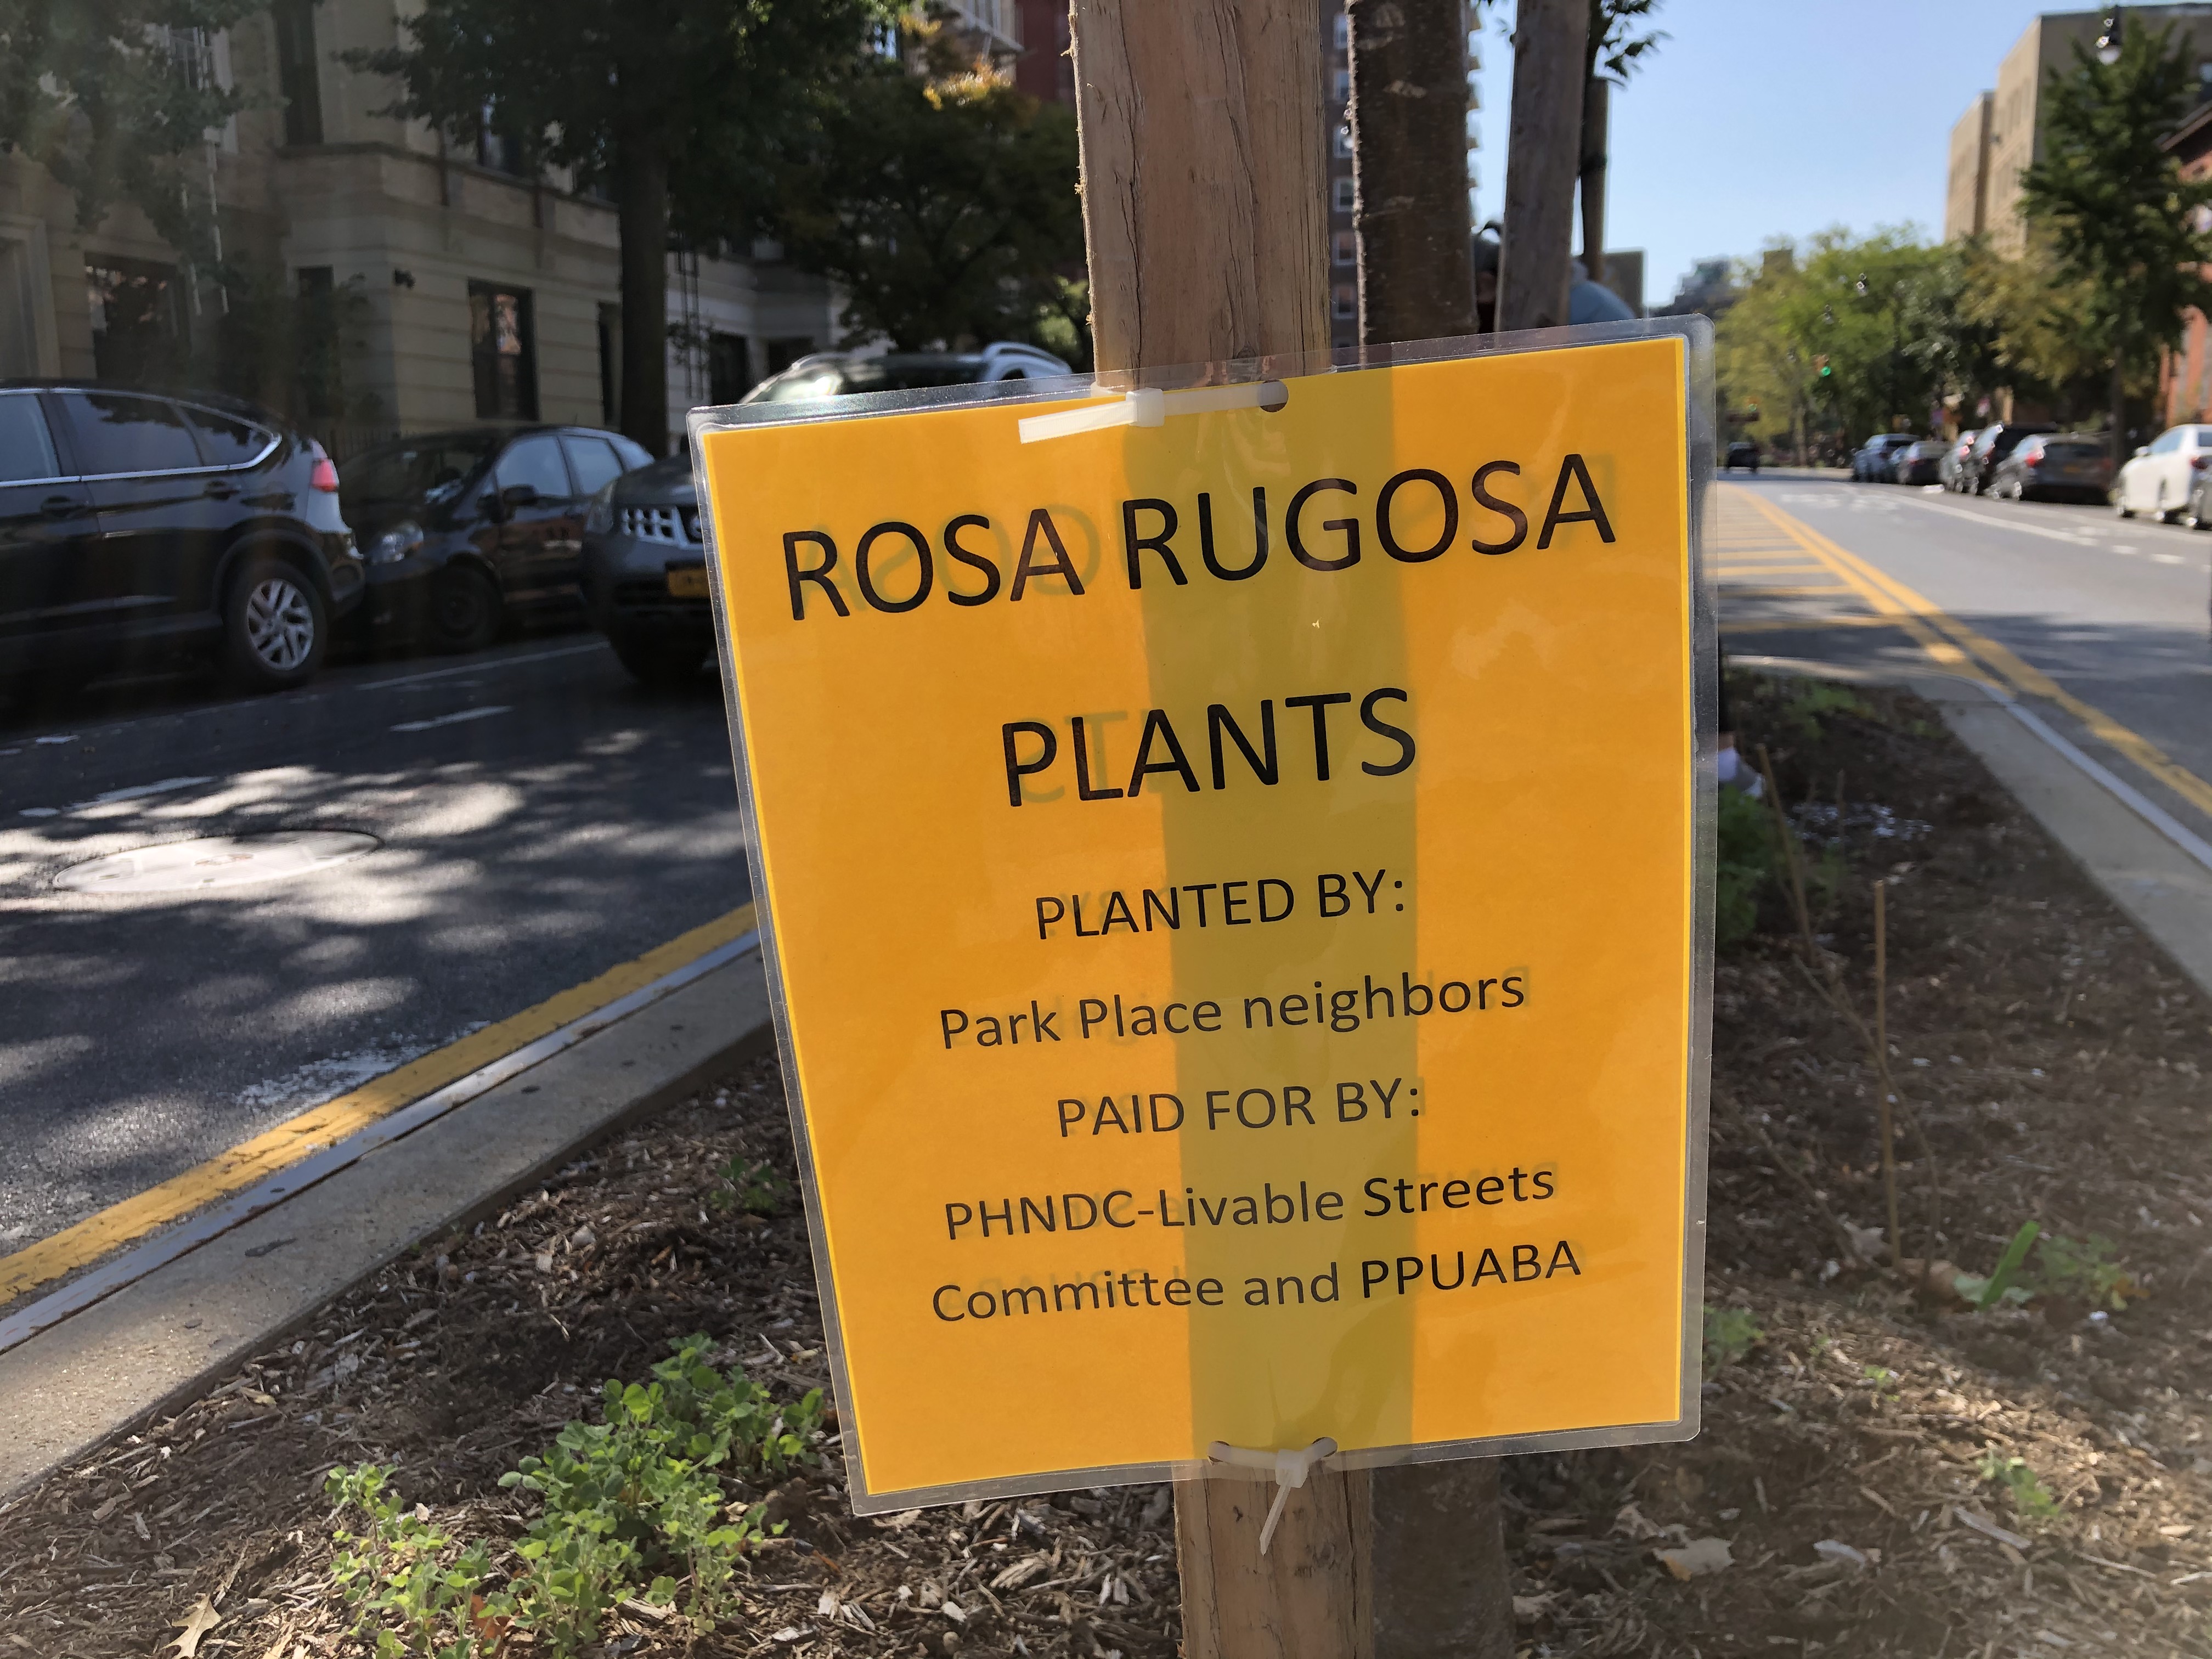 ROSA RUGOSA
PLANTS
PLANTED BY:
Park Place neighbors
PAID FOR BY:
PHNDC-Livable Streets
Committee and PPUABA